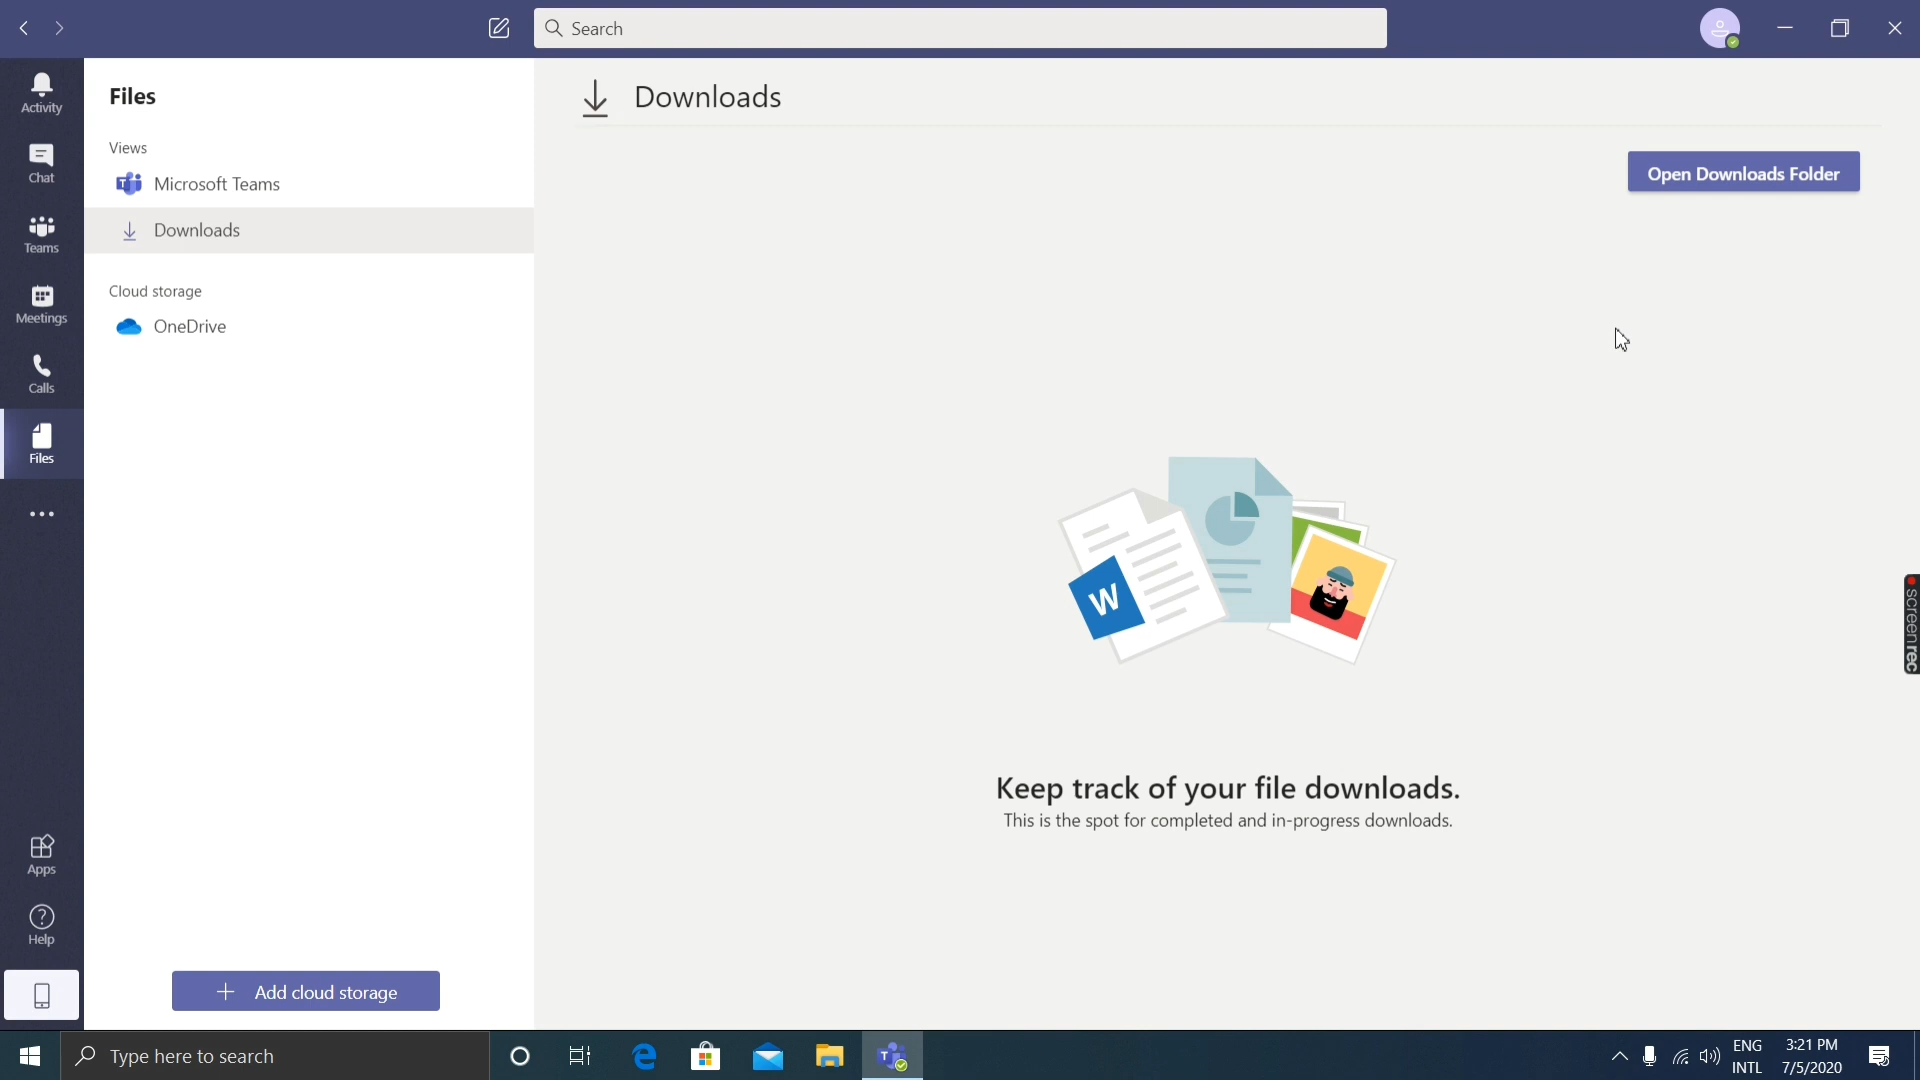 Search
Activity
Chat
Teams
Meetings
Calls
Files
Apps
Help
Files
Views
Microsoft Teams
Downloads
Cloud storage
OneDrive
Add cloud storage
Downloads
Open Downloads Folder
W
Keep track of your file downloads.
This is the spot for completed and in-progress downloads.
screenrec
Type here to search
ENG
INTL
3:21 PM
7/5/2020